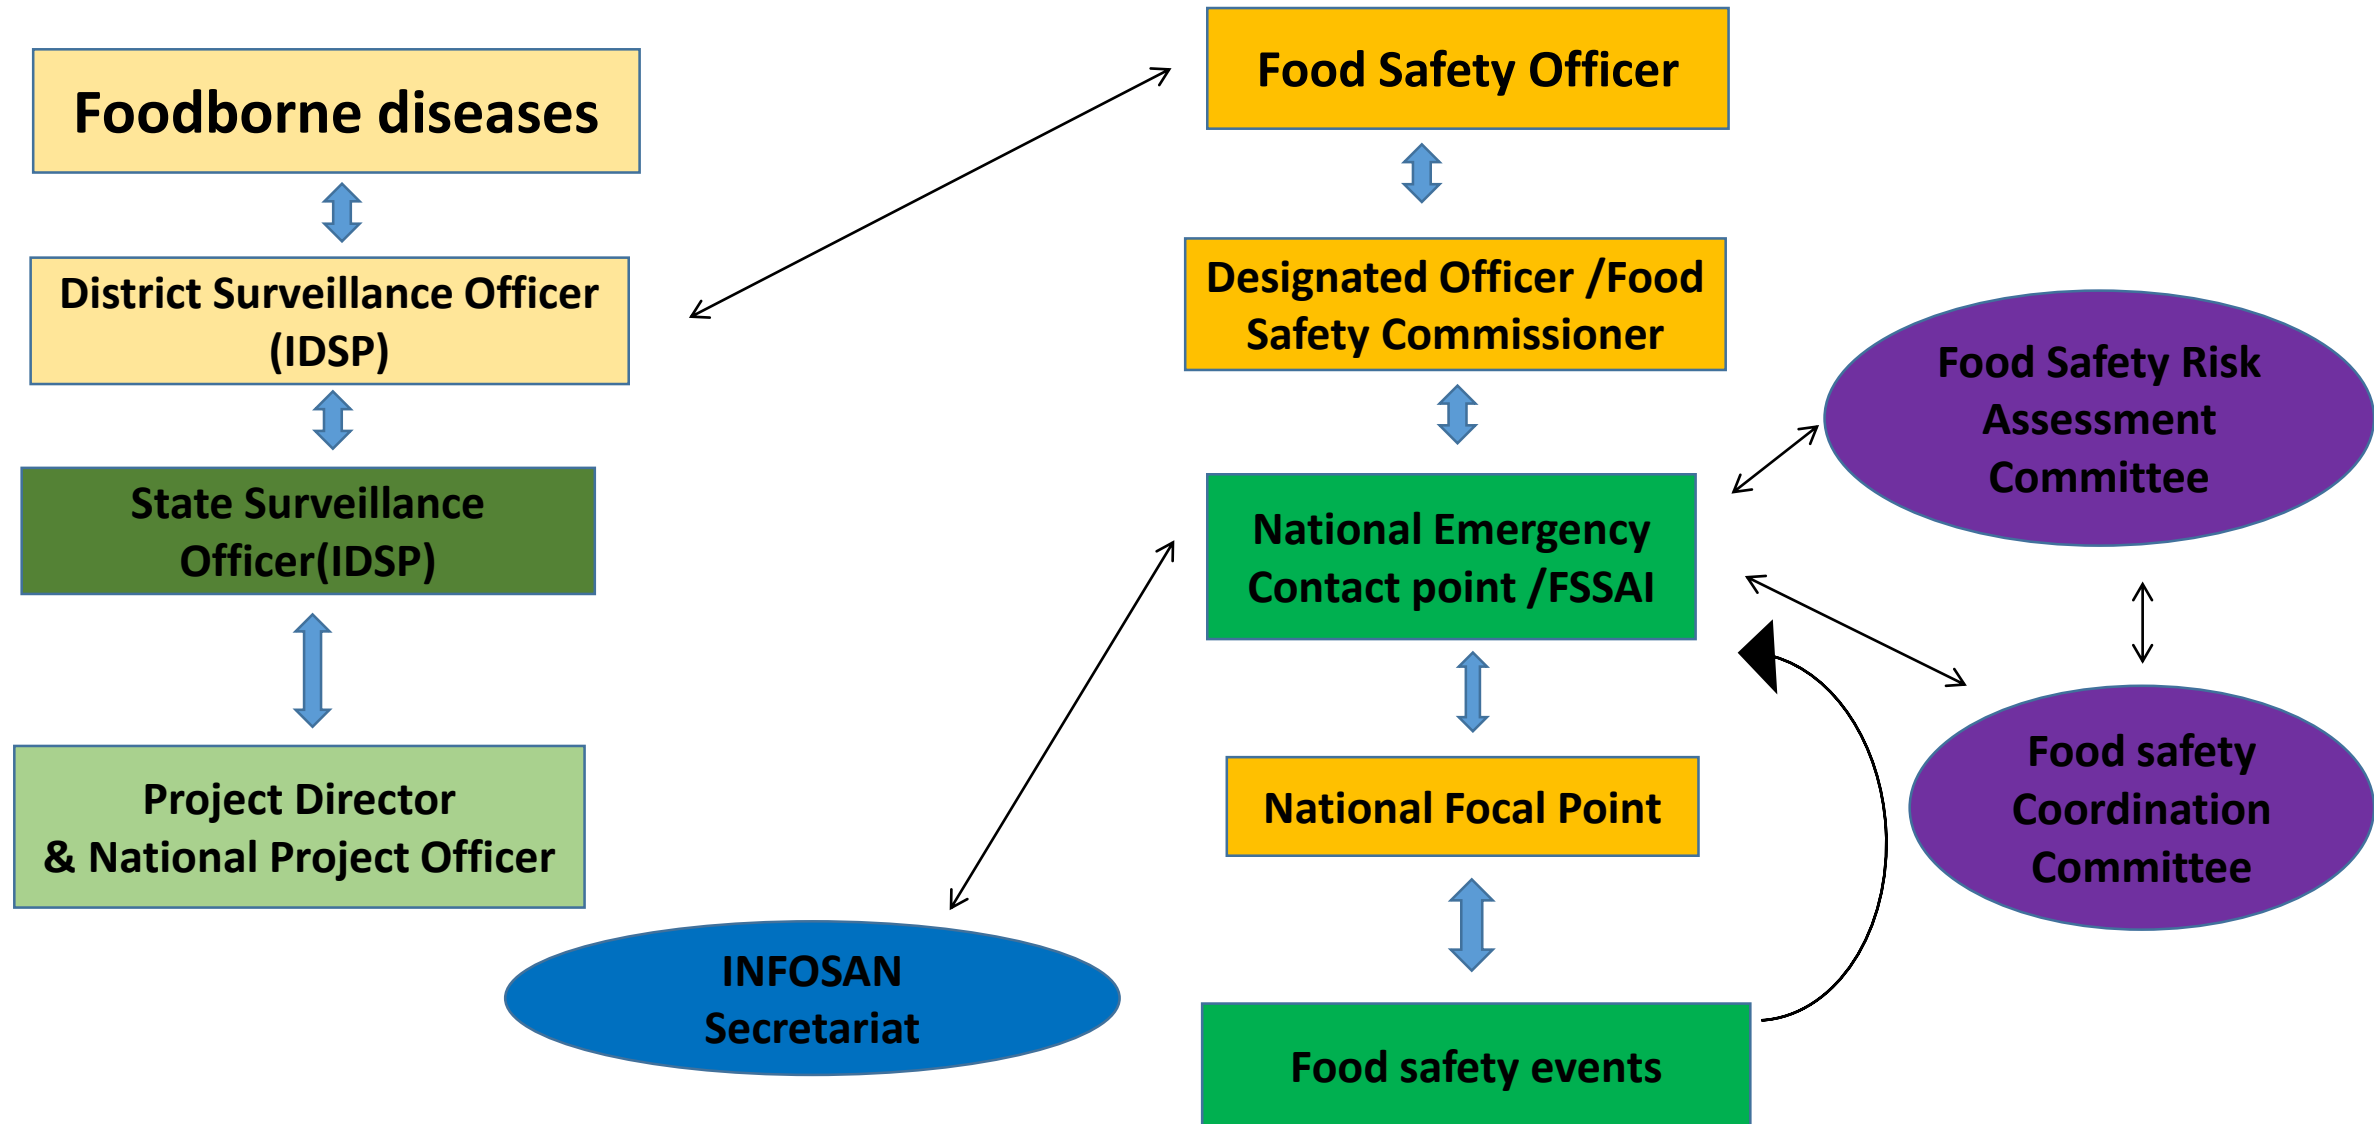 Foodborne diseases
District Surveillance Officer
(IDSP)
State Surveillance
Officer(IDSP)
Project Director
& National Project Officer
INFOSAN
Secretariat
Food Safety Officer
Designated Officer /Food
Safety Commissioner
National Emergency
Contact point /FSSAI
National Focal Point
Food safety events
Food Safety Risk
Assessment
Committee
Food safety
Coordination
Committee